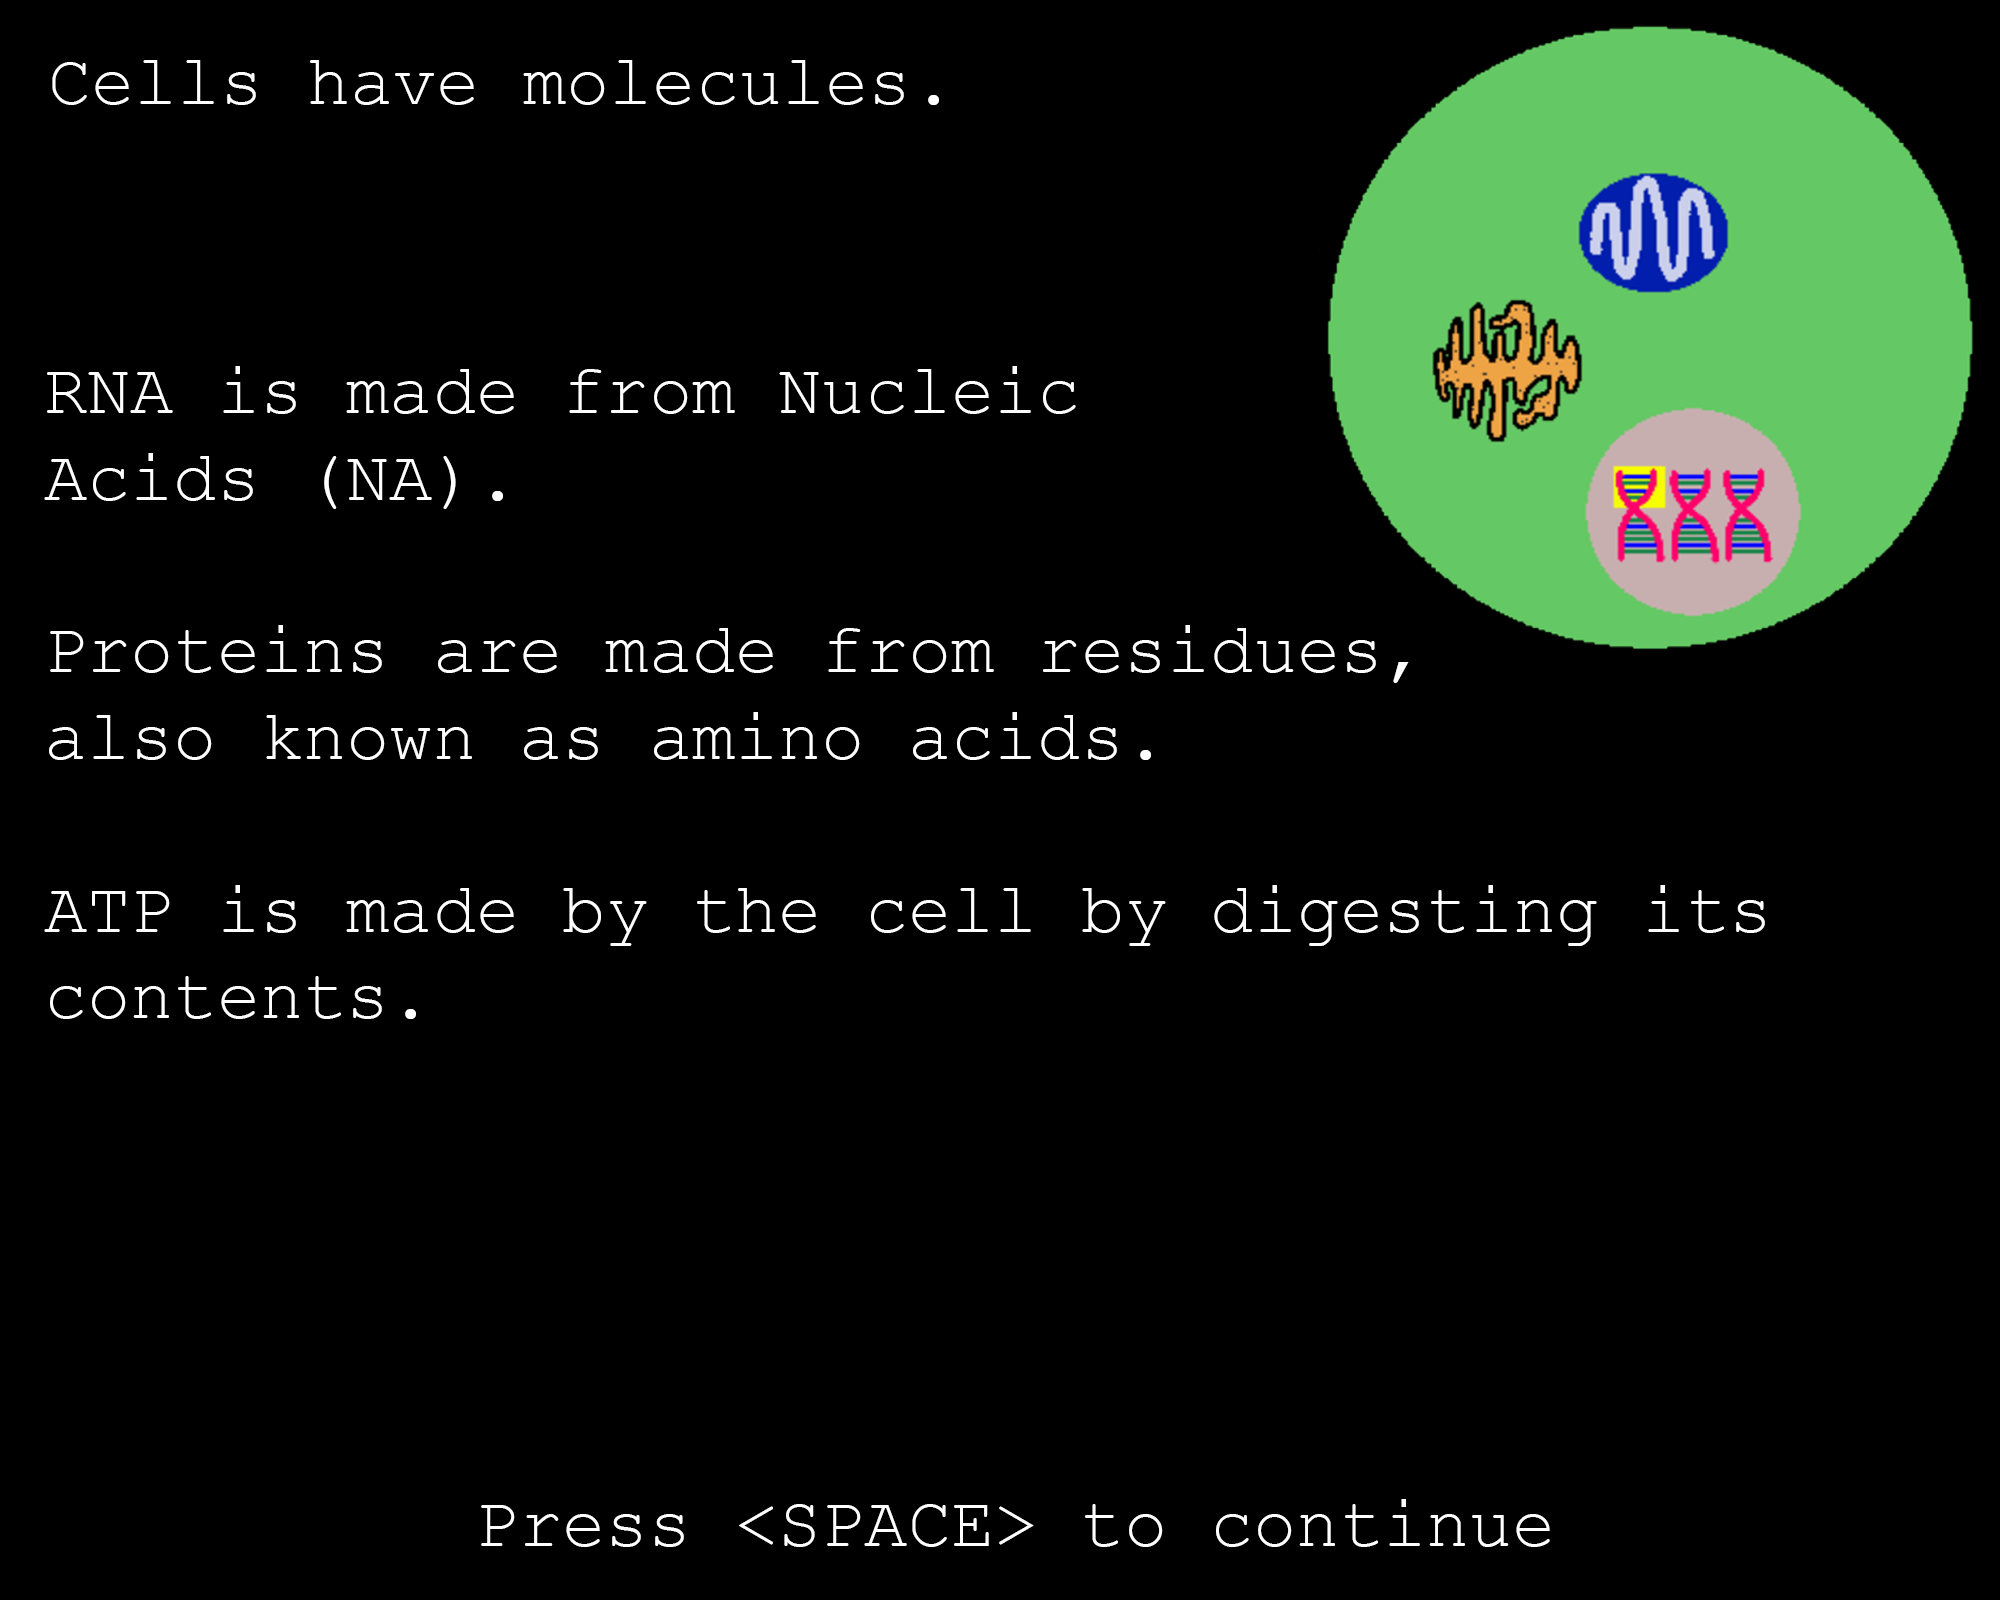 Cells have molecules.
RNA is made from Nucleic
Acids (NA).
Proteins are made from residues,
also known as amino acids.
ATP is made by the cell by digesting its
contents.
Press <SPACE> to continue